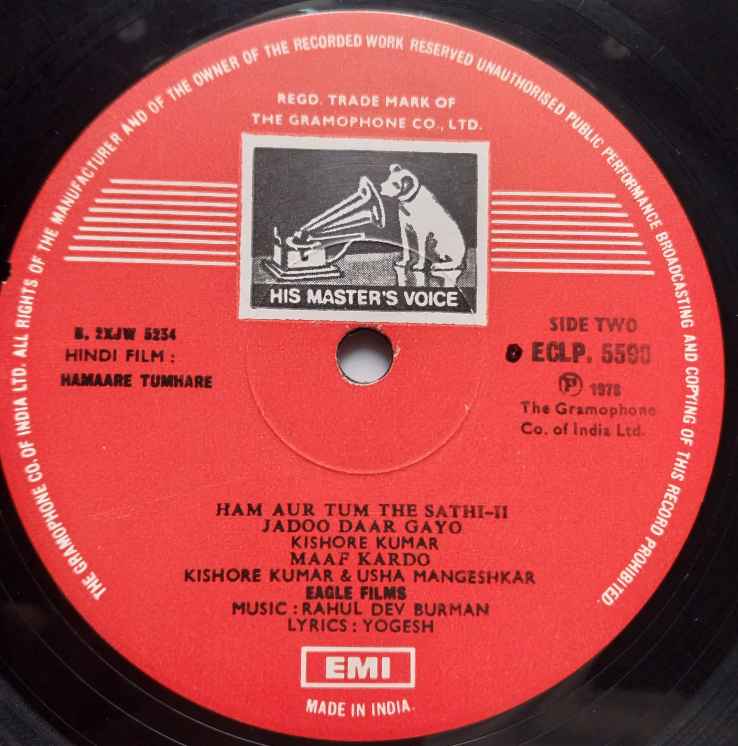 THE GRAMOPHONE CO. OF INDIA LTD. ALL RIGHTS OF THE MANUFACTURER AND OF THE OWNER OF THE RECORDED WORK RESERVED UNAUTHORISED PUBLIC PERFORMANCE BROADCASTING AND COPYING OF THIS RECORD PROHIBITED.
REGD. TRADE MARK OF
THE GRAMOPHONE CO., LTD.
HIS MASTER'S VOICE
B. 2XJW 5234
HINDI FILM :
HAMAARE TUMHARE
SIDE TWO
ECLP. 5590
Ⓟ 1978
The Gramophone
Co. of India Ltd.
HAM AUR TUM THE SATHI-II
JADOO DAAR GAYO
KISHORE KUMAR
MAAF KARDO
KISHORE KUMAR & USHA MANGESHKAR
EAGLE FILMS
MUSIC : RAHUL DEV BURMAN
LYRICS : YOGESH
EMI
MADE IN INDIA.